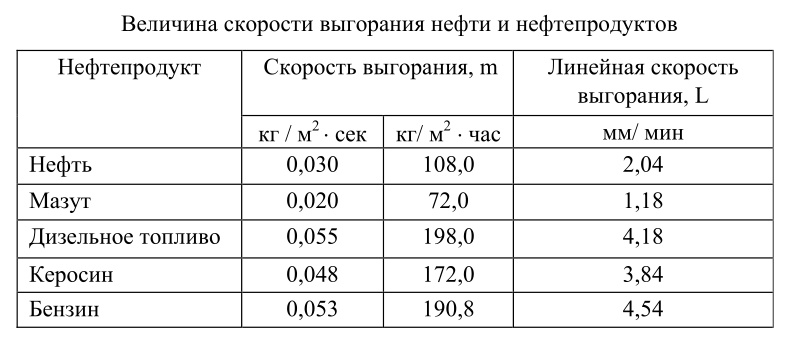 Величина скорости выгорания нефти и нефтепродуктов
Нефтепродукт Скорость выгорания, m Линейная скорость
выгорания, L
кг / м² · сек кг/ м² · час мм/ мин
Нефть 0,030 108,0 2,04
Мазут 0,020 72,0 1,18
Дизельное топливо 0,055 198,0 4,18
Керосин 0,048 172,0 3,84
Бензин 0,053 190,8 4,54